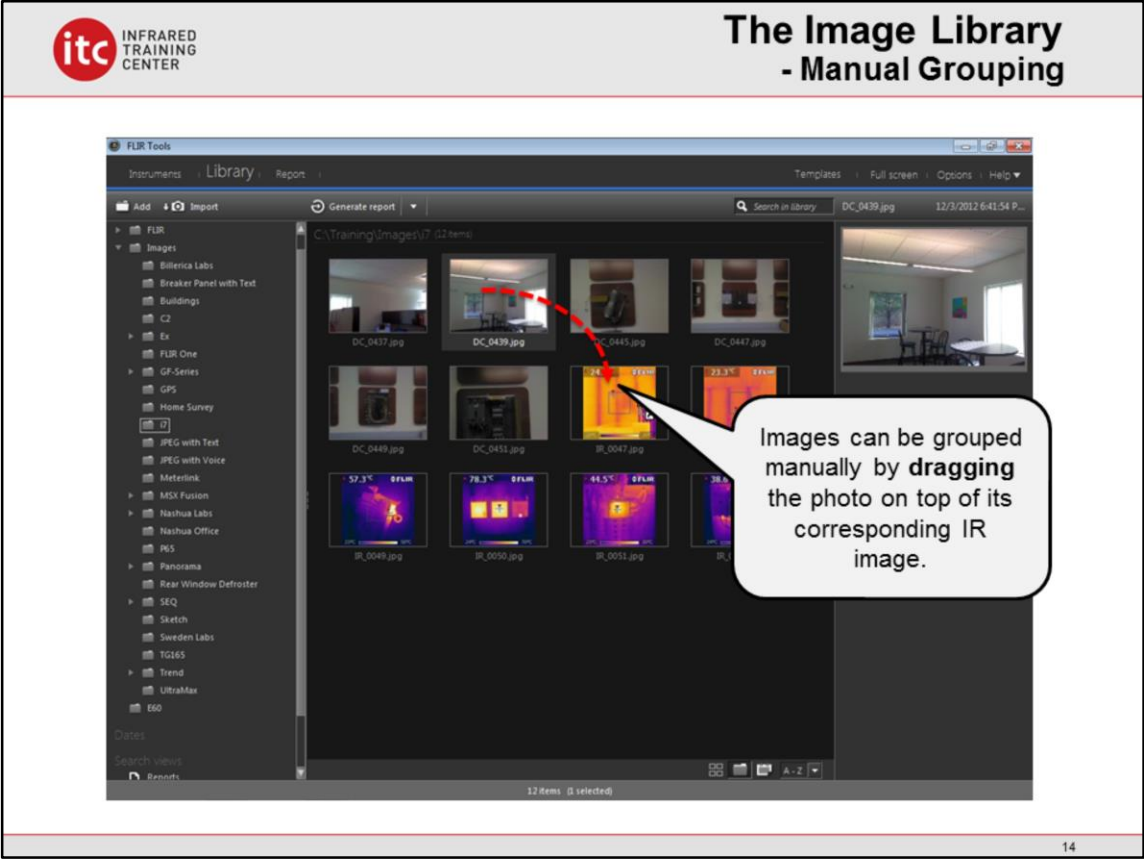 itc INFRARED
TRAINING
CENTER
The Image Library
- Manual Grouping
FLIR Tools
Instruments Library Report
Templates Full screen Options Help
Add Import Generate report Search in library DC_0439.jpg 12/3/2012 6:41:54 P...
FLIR
Images
Billerica Labs
Breaker Panel with Text
Buildings
C2
Ex
FLIR One
GF-Series
GPS
Home Survey
i7
JPEG with Text
JPEG with Voice
Meterlink
MSX Fusion
Nashua Labs
Nashua Office
P65
Panorama
Rear Window Defroster
SEQ
Sketch
Sweden Labs
TG165
Trend
UltraMax
E60
Dates
Search views
Reports
C:\Training\Images\i7 (12 items)
DC_0437.jpg DC_0439.jpg DC_0445.jpg DC_0447.jpg
FLIR 23.3°C FLIR
DC_0449.jpg DC_0451.jpg IR_0047.jpg
57.3°C FLIR 78.3°C FLIR 44.5°C FLIR
IR_0049.jpg IR_0050.jpg IR_0051.jpg
Images can be grouped
manually by dragging
the photo on top of its
corresponding IR
image.
A-Z
12 items (1 selected)
14